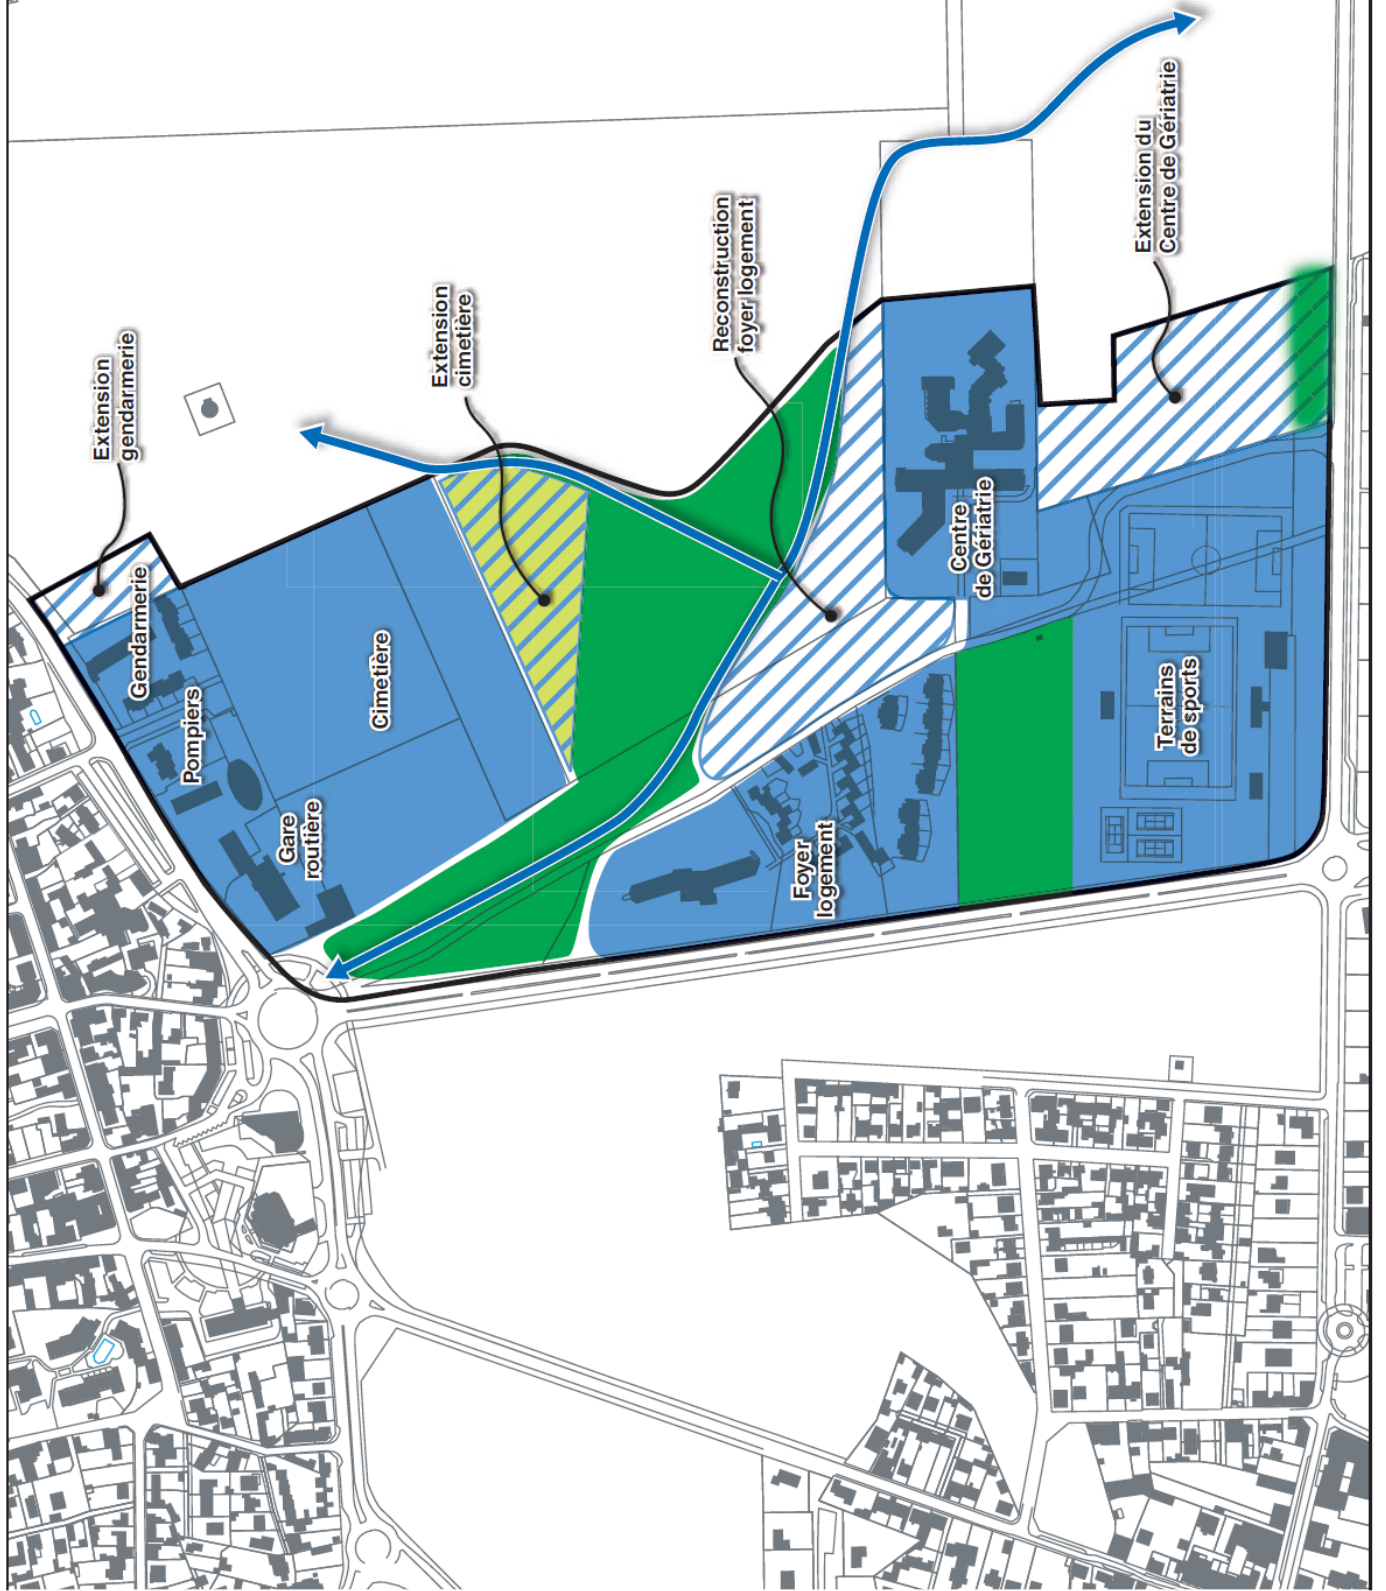 Extension
gendarmerie
Gendarmerie
Pompiers
Gare
routière
Cimetière
Extension
cimetière
Reconstruction
foyer logement
Foyer
logement
Centre
de Gériatrie
Extension du
Centre de Gériatrie
Terrains
de sports